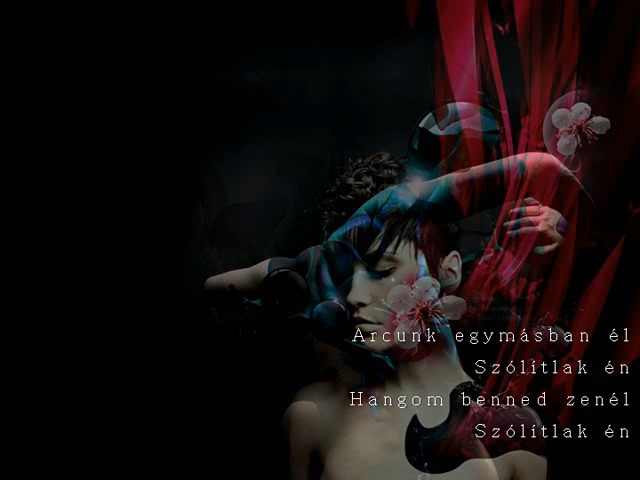 Arcunk egymásban él
Szólítlak én
Hangom benned zenél
Szólítlak én